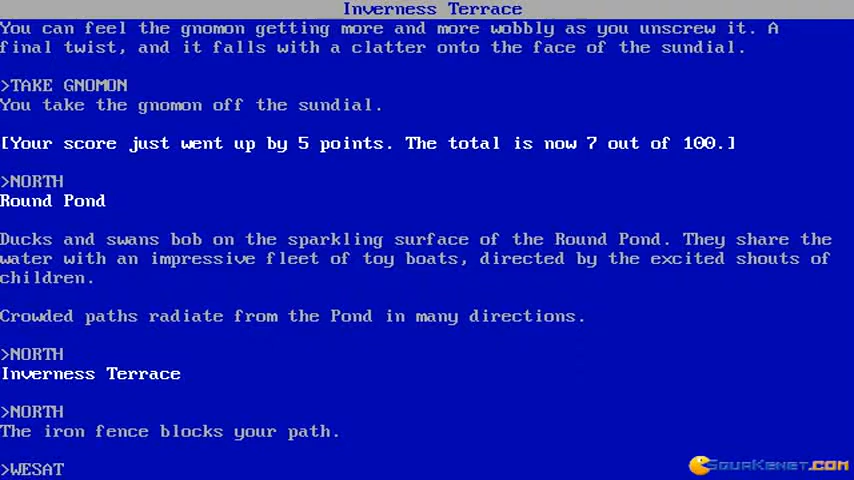 Inverness Terrace
You can feel the gnomon getting more and more wobbly as you unscrew it. A
final twist, and it falls with a clatter onto the face of the sundial.
>TAKE GNOMON
You take the gnomon off the sundial.
[Your score just went up by 5 points. The total is now 7 out of 100.]
>NORTH
Round Pond
Ducks and swans bob on the sparkling surface of the Round Pond. They share the
water with an impressive fleet of toy boats, directed by the excited shouts of
children.
Crowded paths radiate from the Pond in many directions.
>NORTH
Inverness Terrace
>NORTH
The iron fence blocks your path.
>WESAT
SquaKenet.com